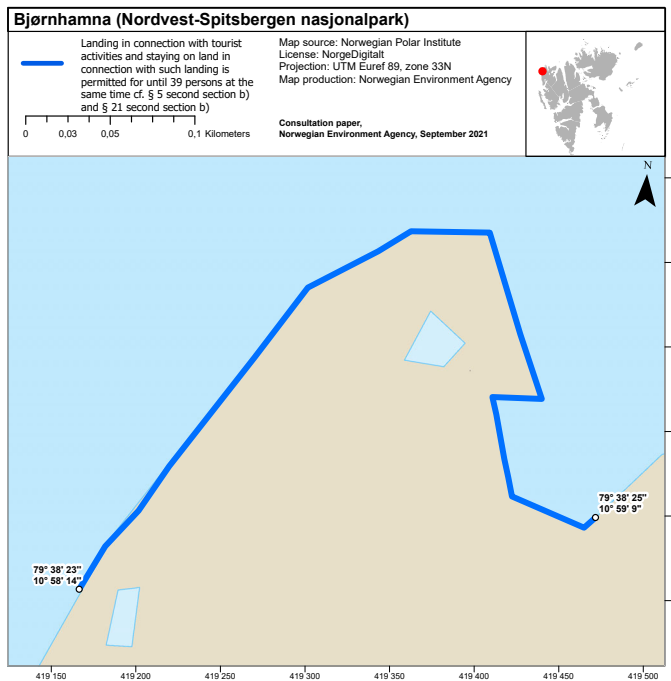 Bjørnhamna (Nordvest-Spitsbergen nasjonalpark)
Landing in connection with tourist
activities and staying on land in
connection with such landing is
permitted for until 39 persons at the
same time cf. § 5 second section b)
and § 21 second section b)
0 0,03 0,05 0,1 Kilometers
Map source: Norwegian Polar Institute
License: NorgeDigitalt
Projection: UTM Euref 89, zone 33N
Map production: Norwegian Environment Agency
Consultation paper,
Norwegian Environment Agency, September 2021
N
79° 38' 25"
10° 59' 9"
79° 38' 23"
10° 58' 14"
419 150 419 200 419 250 419 300 419 350 419 400 419 450 419 500